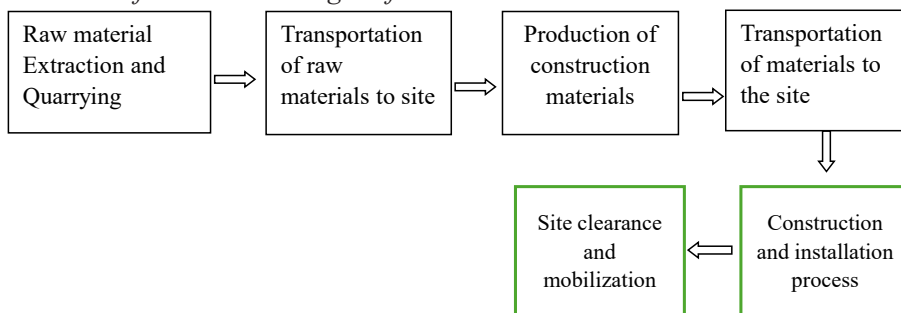 Raw material
Extraction and
Quarrying
Transportation
of raw
materials to site
Production of
construction
materials
Transportation
of materials to
the site
Construction
and installation
process
Site clearance
and
mobilization